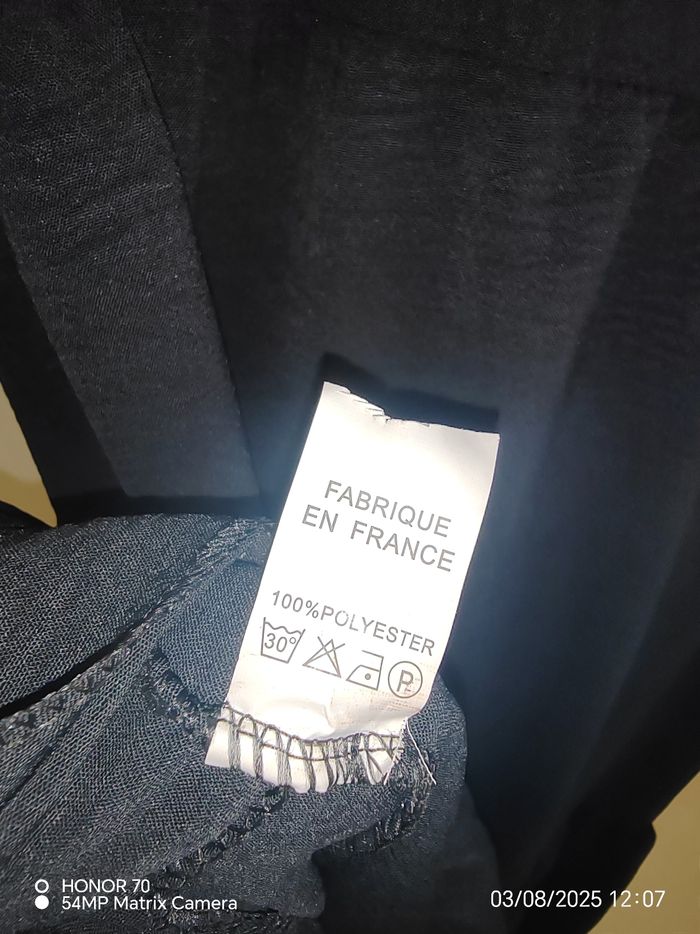 FABRIQUE
EN FRANCE
100%POLYESTER
30°
P
HONOR 70
54MP Matrix Camera
03/08/2025 12:07